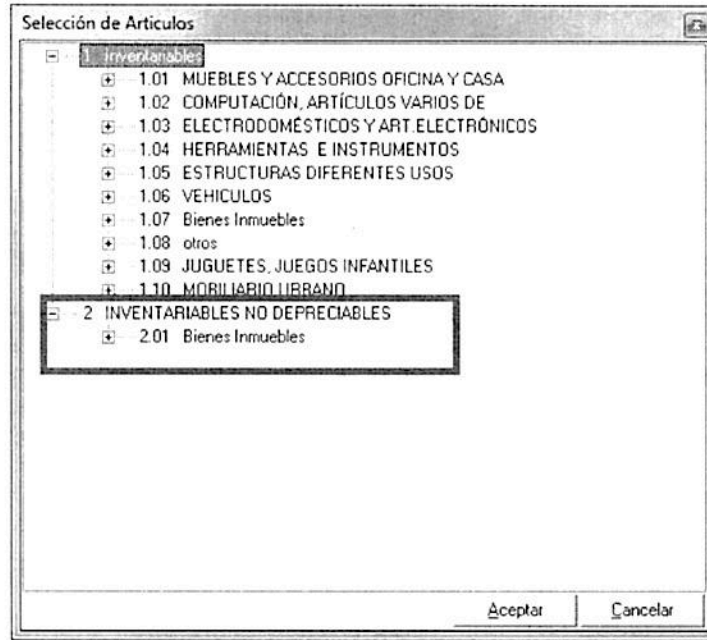 Selección de Articulos
1 Inventariables
1.01 MUEBLES Y ACCESORIOS OFICINA Y CASA
1.02 COMPUTACIÓN, ARTÍCULOS VARIOS DE
1.03 ELECTRODOMÉSTICOS Y ART.ELECTRÓNICOS
1.04 HERRAMIENTAS E INSTRUMENTOS
1.05 ESTRUCTURAS DIFERENTES USOS
1.06 VEHICULOS
1.07 Bienes Inmuebles
1.08 otros
1.09 JUGUETES, JUEGOS INFANTILES
1.10 MOBILIARIO URBANO
2 INVENTARIABLES NO DEPRECIABLES
2.01 Bienes Inmuebles
Aceptar Cancelar